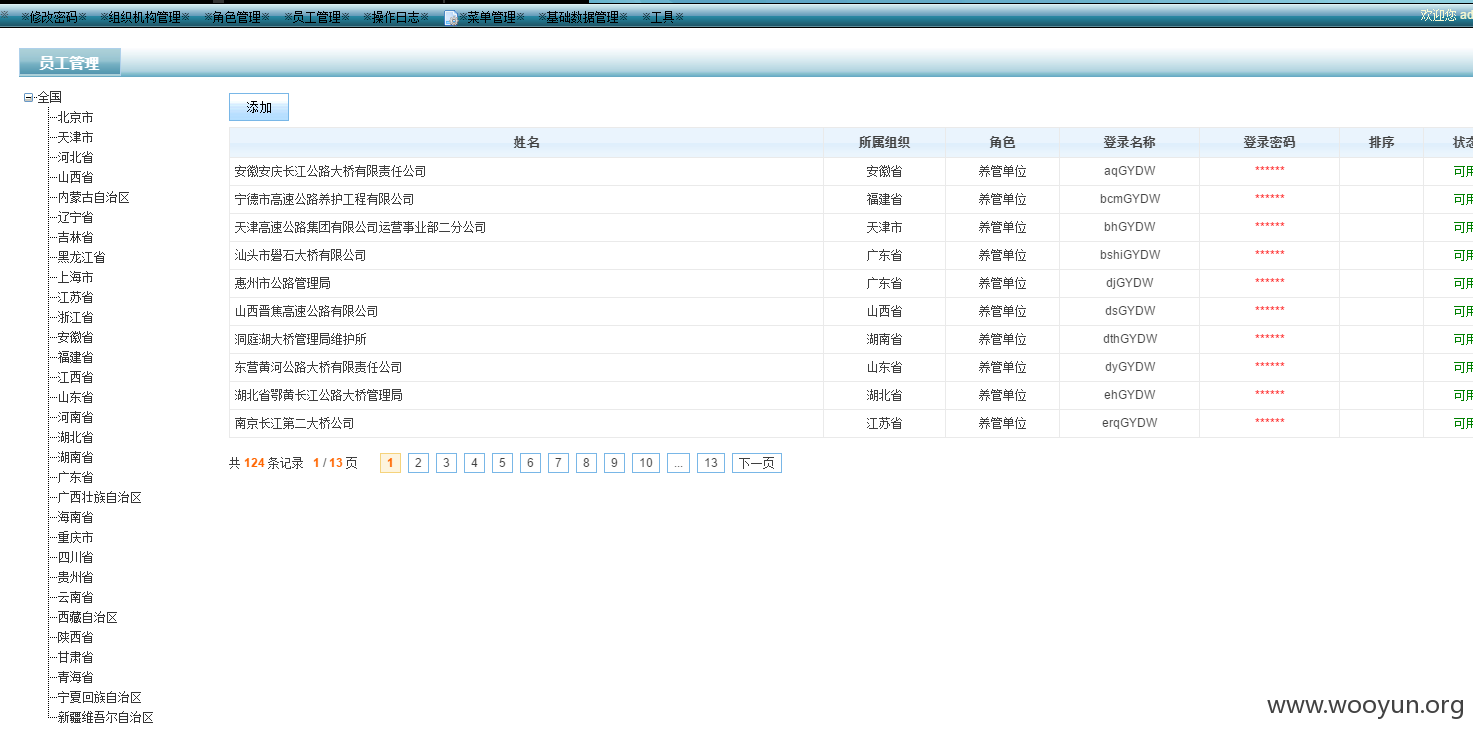 ※修改密码※ ※组织机构管理※ ※角色管理※ ※员工管理※ ※操作日志※ ※菜单管理※ ※基础数据管理※ ※工具※ 欢迎您 ad
员工管理
全国
北京市
天津市
河北省
山西省
内蒙古自治区
辽宁省
吉林省
黑龙江省
上海市
江苏省
浙江省
安徽省
福建省
江西省
山东省
河南省
湖北省
湖南省
广东省
广西壮族自治区
海南省
重庆市
四川省
贵州省
云南省
西藏自治区
陕西省
甘肃省
青海省
宁夏回族自治区
新疆维吾尔自治区
添加
姓名 所属组织 角色 登录名称 登录密码 排序 状态
安徽安庆长江公路大桥有限责任公司 安徽省 养管单位 aqGYDW ****** 可用
宁德市高速公路养护工程有限公司 福建省 养管单位 bcmGYDW ****** 可用
天津高速公路集团有限公司运营事业部二分公司 天津市 养管单位 bhGYDW ****** 可用
汕头市礐石大桥有限公司 广东省 养管单位 bshiGYDW ****** 可用
惠州市公路管理局 广东省 养管单位 djGYDW ****** 可用
山西晋焦高速公路有限公司 山西省 养管单位 dsGYDW ****** 可用
洞庭湖大桥管理局维护所 湖南省 养管单位 dthGYDW ****** 可用
东营黄河公路大桥有限责任公司 山东省 养管单位 dyGYDW ****** 可用
湖北省鄂黄长江公路大桥管理局 湖北省 养管单位 ehGYDW ****** 可用
南京长江第二大桥公司 江苏省 养管单位 erqGYDW ****** 可用
共 124 条记录 1 / 13 页 1 2 3 4 5 6 7 8 9 10 ... 13 下一页
www.wooyun.org